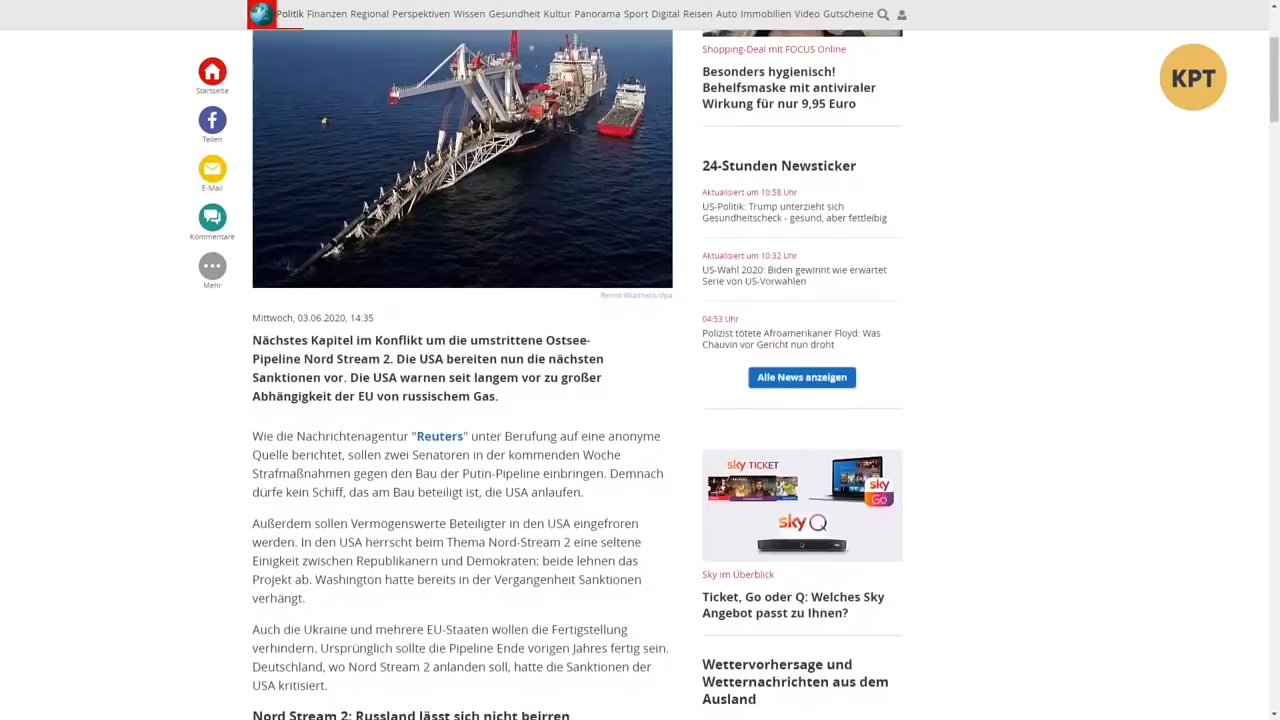 Politik Finanzen Regional Perspektiven Wissen Gesundheit Kultur Panorama Sport Digital Reisen Auto Immobilien Video Gutscheine
Startseite
Teilen
E-Mail
Kommentare
Mehr
Bernd Wüstneck/dpa
Mittwoch, 03.06.2020, 14:35
Nächstes Kapitel im Konflikt um die umstrittene Ostsee-
Pipeline Nord Stream 2. Die USA bereiten nun die nächsten
Sanktionen vor. Die USA warnen seit langem vor zu großer
Abhängigkeit der EU von russischem Gas.
Wie die Nachrichtenagentur "Reuters" unter Berufung auf eine anonyme
Quelle berichtet, sollen zwei Senatoren in der kommenden Woche
Strafmaßnahmen gegen den Bau der Putin-Pipeline einbringen. Demnach
dürfe kein Schiff, das am Bau beteiligt ist, die USA anlaufen.
Außerdem sollen Vermögenswerte Beteiligter in den USA eingefroren
werden. In den USA herrscht beim Thema Nord-Stream 2 eine seltene
Einigkeit zwischen Republikanern und Demokraten: beide lehnen das
Projekt ab. Washington hatte bereits in der Vergangenheit Sanktionen
verhängt.
Auch die Ukraine und mehrere EU-Staaten wollen die Fertigstellung
verhindern. Ursprünglich sollte die Pipeline Ende vorigen Jahres fertig sein.
Deutschland, wo Nord Stream 2 anlanden soll, hatte die Sanktionen der
USA kritisiert.
Nord Stream 2: Russland lässt sich nicht beirren
Shopping-Deal mit FOCUS Online
Besonders hygienisch!
Behelfsmaske mit antiviraler
Wirkung für nur 9,95 Euro
24-Stunden Newsticker
Aktualisiert um 10:58 Uhr
US-Politik: Trump unterzieht sich
Gesundheitscheck - gesund, aber fettleibig
Aktualisiert um 10:32 Uhr
US-Wahl 2020: Biden gewinnt wie erwartet
Serie von US-Vorwahlen
04:53 Uhr
Polizist tötete Afroamerikaner Floyd: Was
Chauvin vor Gericht nun droht
Alle News anzeigen
sky TICKET
sky
Go
sky Q
Sky im Überblick
Ticket, Go oder Q: Welches Sky
Angebot passt zu Ihnen?
Wettervorhersage und
Wetternachrichten aus dem
Ausland
KPT